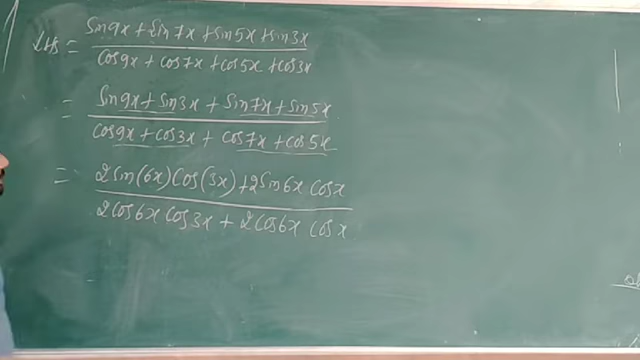 LHS = sin9x + sin7x + sin5x + sin3x / cos9x + cos7x + cos5x + cos3x
= sin9x + sin3x + sin7x + sin5x / cos9x + cos3x + cos7x + cos5x
= 2sin(6x)cos(3x) + 2sin6x cosx / 2cos6x cos3x + 2cos6x cosx